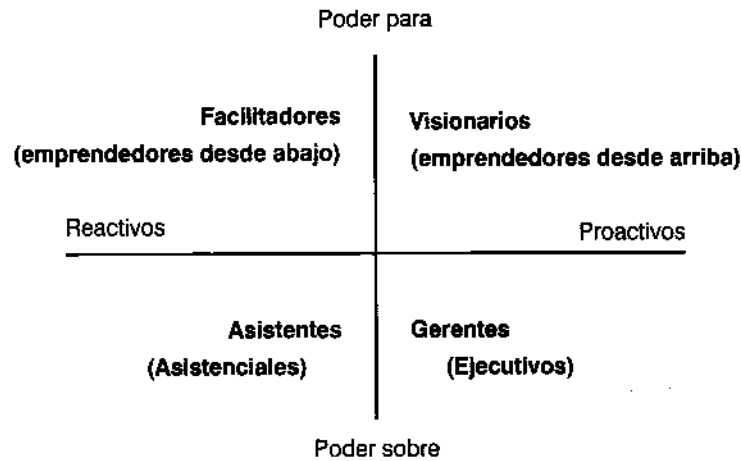 Poder para
Facilitadores
(emprendedores desde abajo)
Visionarios
(emprendedores desde arriba)
Reactivos
Proactivos
Asistentes
(Asistenciales)
Gerentes
(Ejecutivos)
Poder sobre